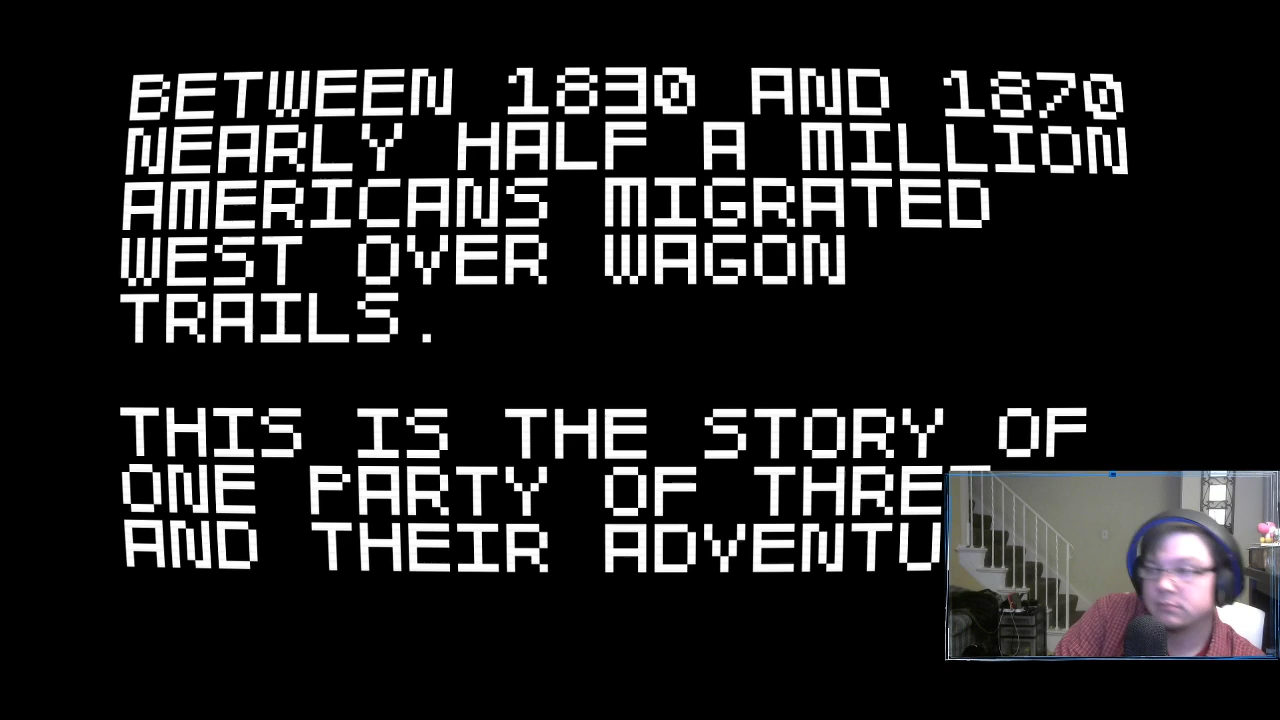 BETWEEN 1830 AND 1870
NEARLY HALF A MILLION
AMERICANS MIGRATED
WEST OVER WAGON
TRAILS.
THIS IS THE STORY OF
ONE PARTY OF THREE
AND THEIR